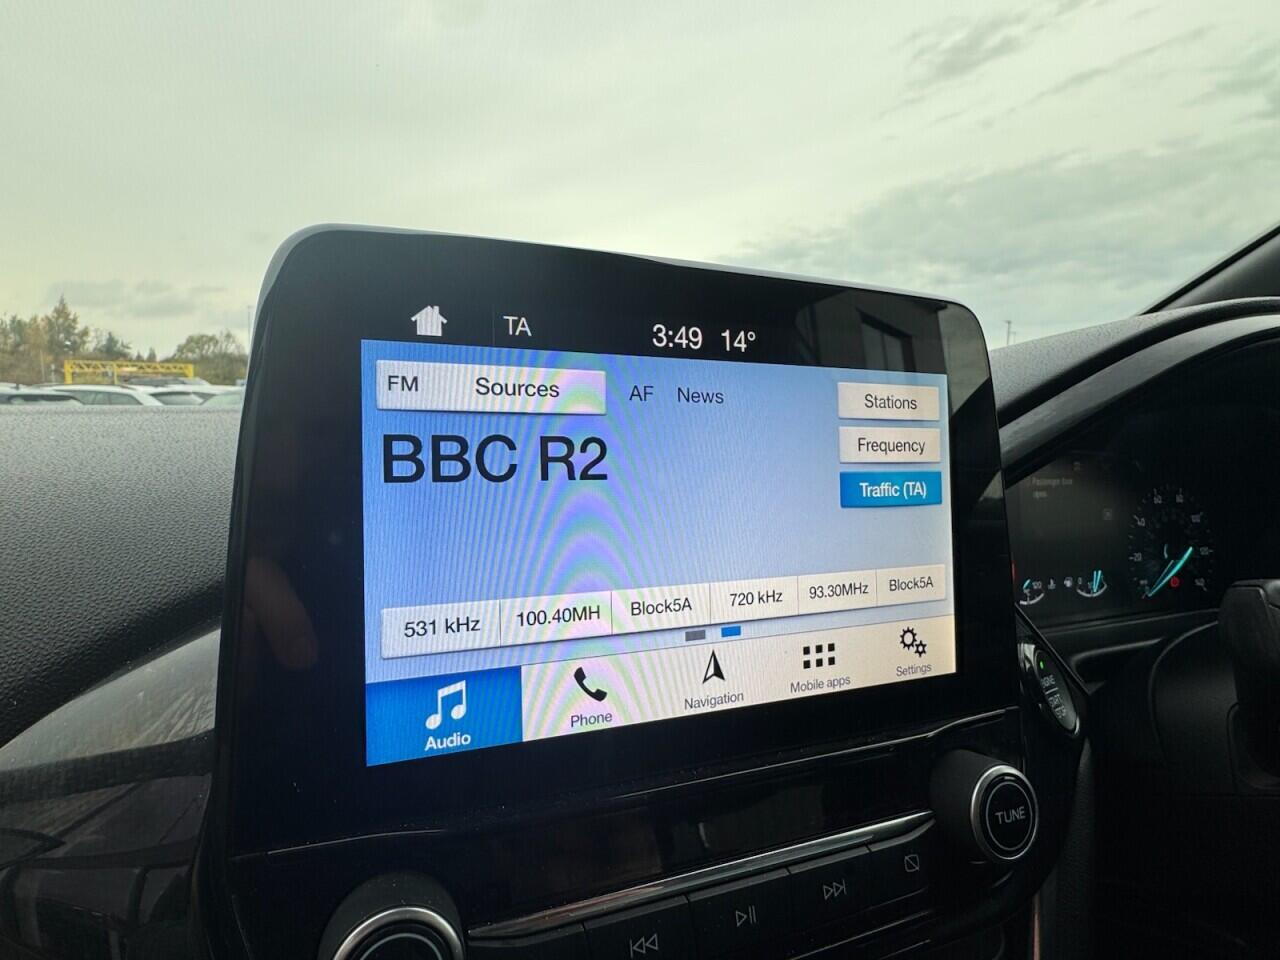 TA
3:49 14°
FM Sources AF News
Stations
BBC R2
Frequency
Traffic (TA)
531 kHz 100.40MH Block5A 720 kHz 93.30MHz Block5A
Audio Phone Navigation Mobile apps Settings
TUNE